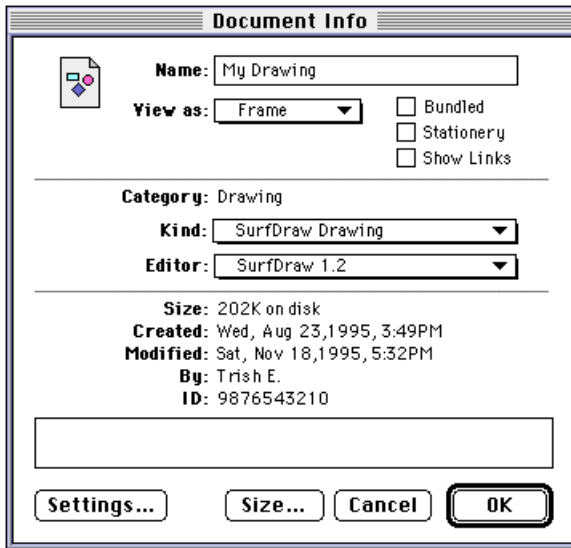 Document Info
Name: My Drawing
View as: Frame
Bundled
Stationery
Show Links
Category: Drawing
Kind: SurfDraw Drawing
Editor: SurfDraw 1.2
Size: 202K on disk
Created: Wed, Aug 23,1995, 3:49PM
Modified: Sat, Nov 18,1995, 5:32PM
By: Trish E.
ID: 9876543210
Settings... Size... Cancel OK